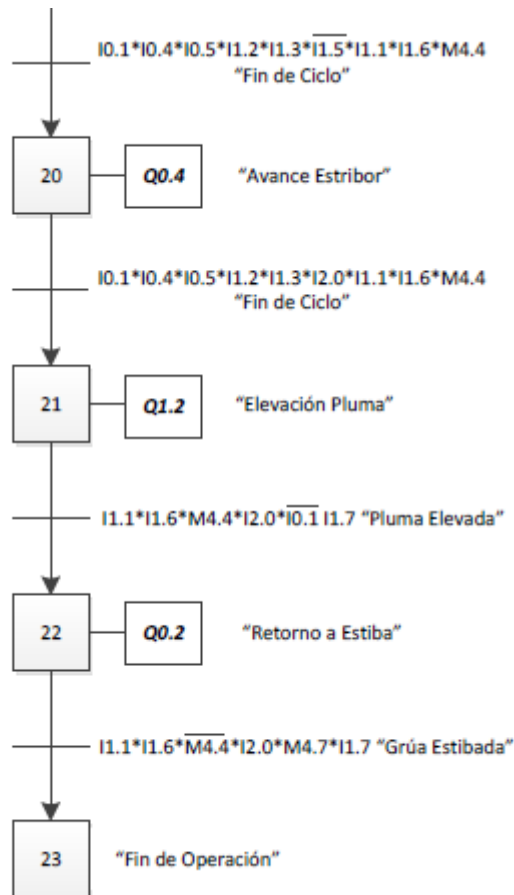 I0.1*I0.4*I0.5*I1.2*I1.3*I̅1̅.̅5̅*I1.1*I1.6*M4.4
“Fin de Ciclo”
20 Q0.4 “Avance Estribor”
I0.1*I0.4*I0.5*I1.2*I1.3*I2.0*I1.1*I1.6*M4.4
“Fin de Ciclo”
21 Q1.2 “Elevación Pluma”
I1.1*I1.6*M4.4*I2.0*I̅0̅.̅1̅ I1.7 “Pluma Elevada”
22 Q0.2 “Retorno a Estiba”
I1.1*I1.6*M̅4̅.̅4̅*I2.0*M4.7*I1.7 “Grúa Estibada”
23 “Fin de Operación”